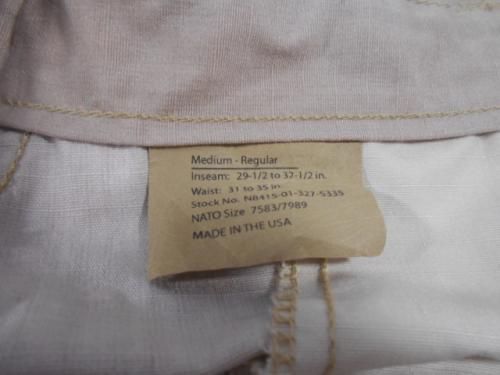 Medium - Regular
Inseam: 29-1/2 to 32-1/2 in.
Waist: 31 to 35 in.
Stock No. N8415-01-327-5335
NATO Size 7583/7989
MADE IN THE USA